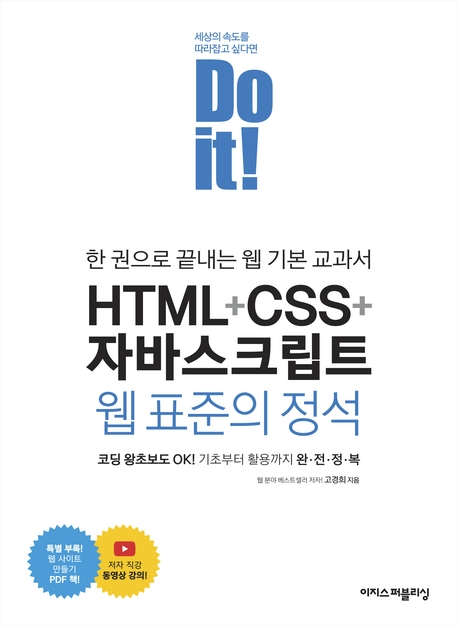 세상의 속도를
따라잡고 싶다면
Do
it!
한 권으로 끝내는 웹 기본 교과서
HTML+CSS+
자바스크립트
웹 표준의 정석
코딩 왕초보도 OK! 기초부터 활용까지 완·전·정·복
웹 분야 베스트셀러 저자! 고경희 지음
특별 부록!
웹 사이트
만들기
PDF 책!
저자 직강
동영상 강의!
이지스퍼블리싱